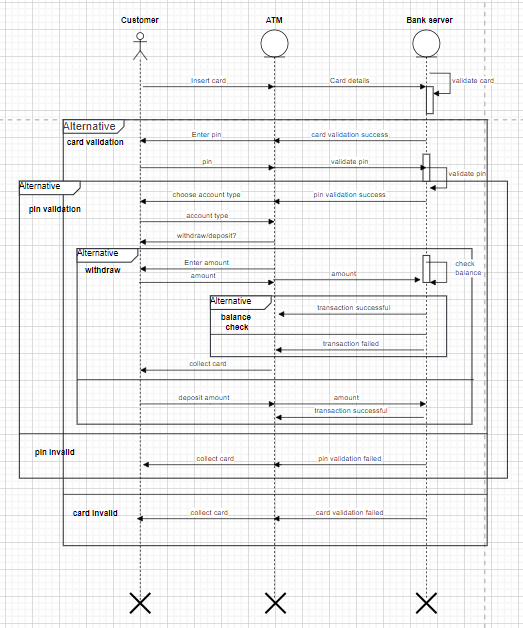 Customer ATM Bank server
Insert card Card details validate card
Alternative
card validation
Enter pin card validation success
pin validate pin
validate pin
Alternative
pin validation
choose account type pin validation success
account type
withdraw/deposit?
Alternative
withdraw
Enter amount check
balance
amount amount
Alternative
balance
check
transaction successful
transaction failed
collect card
deposit amount amount
transaction successful
pin invalid
collect card pin validation failed
card invalid
collect card card validation failed